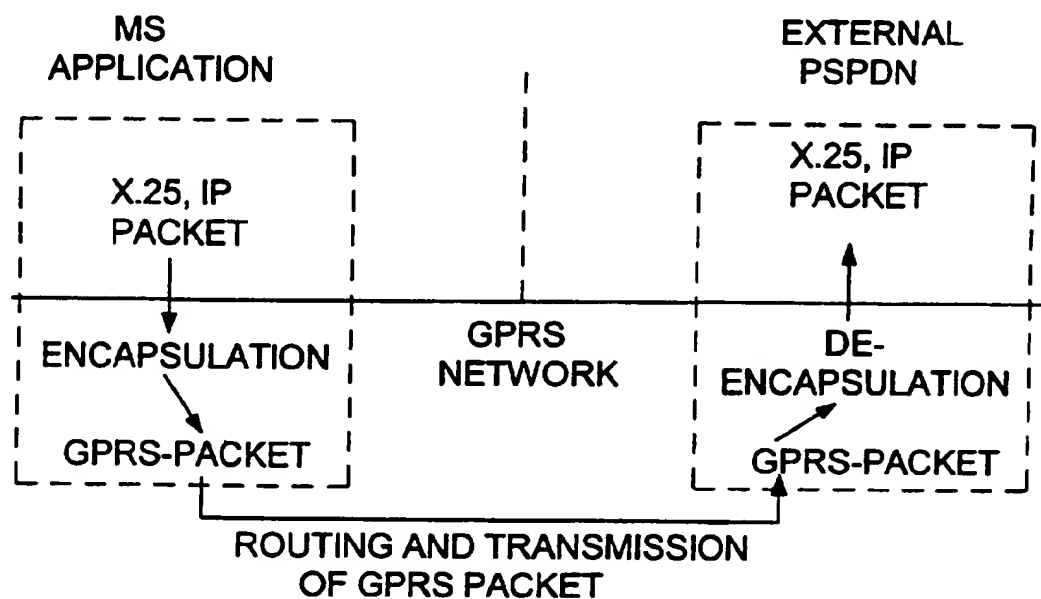 MS
APPLICATION
EXTERNAL
PSPDN
X.25, IP
PACKET
X.25, IP
PACKET
ENCAPSULATION
GPRS
NETWORK
DE-
ENCAPSULATION
GPRS-PACKET
GPRS-PACKET
ROUTING AND TRANSMISSION
OF GPRS PACKET